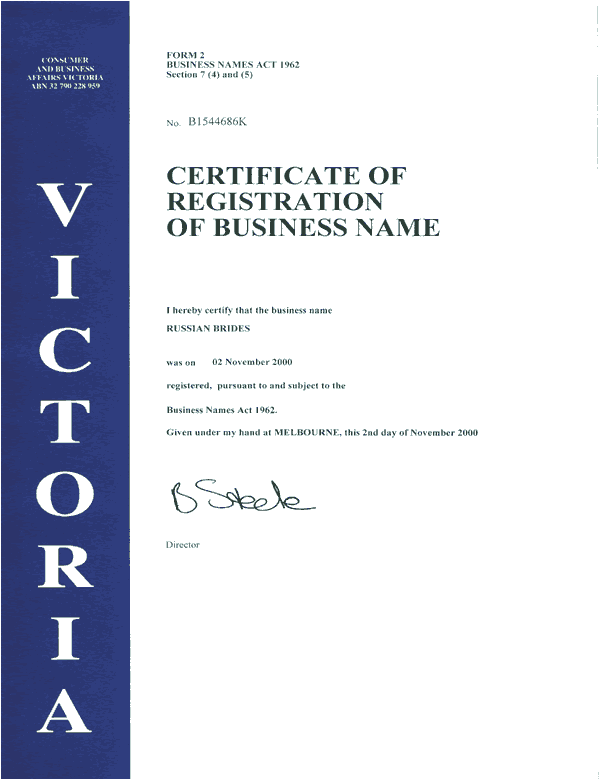 CONSUMER
AND BUSINESS
AFFAIRS VICTORIA
ABN 32 790 228 959
VICTORIA
FORM 2
BUSINESS NAMES ACT 1962
Section 7 (4) and (5)
No. B1544686K
CERTIFICATE OF
REGISTRATION
OF BUSINESS NAME
I hereby certify that the business name
RUSSIAN BRIDES
was on 02 November 2000
registered, pursuant to and subject to the
Business Names Act 1962.
Given under my hand at MELBOURNE, this 2nd day of November 2000
B Steele
Director